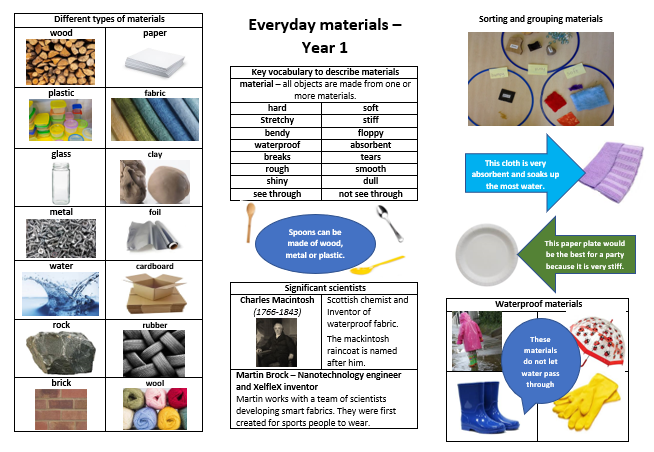 Different types of materials
wood
paper
plastic
fabric
glass
clay
metal
foil
water
cardboard
rock
rubber
brick
wool
Everyday materials –
Year 1
Key vocabulary to describe materials
material – all objects are made from one or
more materials.
hard
soft
Stretchy
stiff
bendy
floppy
waterproof
absorbent
breaks
tears
rough
smooth
shiny
dull
see through
not see through
Spoons can be
made of wood,
metal or plastic.
Significant scientists
Charles Macintosh
(1766-1843)
Scottish chemist and
Inventor of
waterproof fabric.
The mackintosh
raincoat is named
after him.
Martin Brock – Nanotechnology engineer
and XelfleX inventor
Martin works with a team of scientists
developing smart fabrics. They were first
created for sports people to wear.
Sorting and grouping materials
This cloth is very
absorbent and soaks up
the most water.
This paper plate would
be the best for a party
because it is very stiff.
Waterproof materials
These
materials
do not let
water pass
through